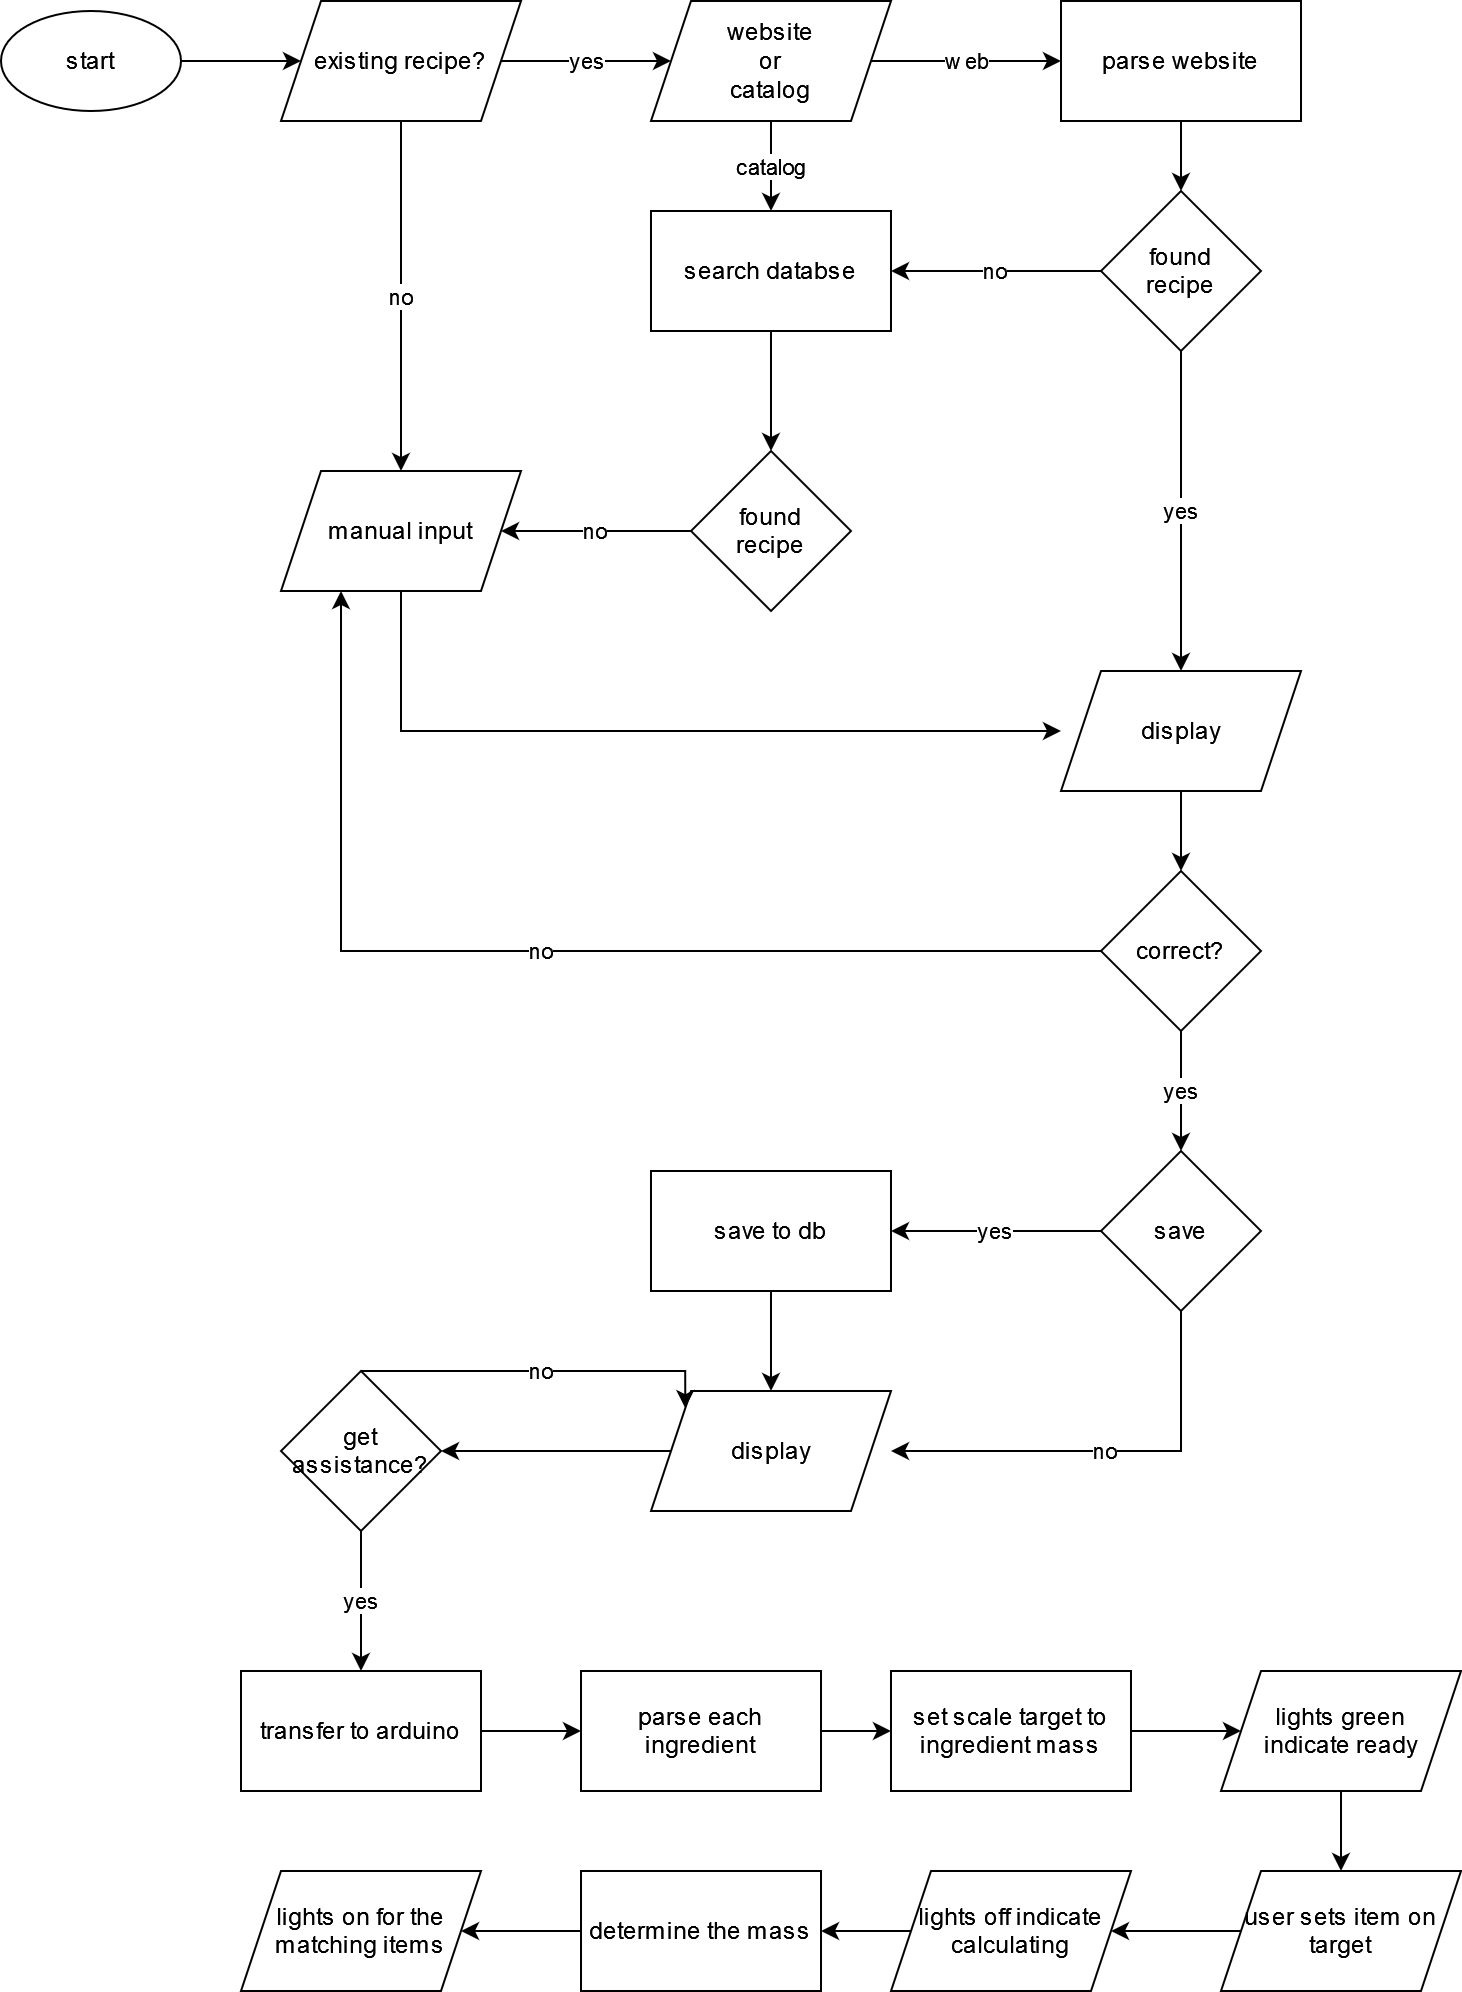 start
existing recipe?
yes
website
or
catalog
web
parse website
catalog
no
search databse
no
found
recipe
manual input
no
found
recipe
yes
display
no
correct?
yes
save to db
yes
save
no
get
assistance?
display
no
yes
transfer to arduino
parse each
ingredient
set scale target to
ingredient mass
lights green
indicate ready
lights on for the
matching items
determine the mass
lights off indicate
calculating
user sets item on
target